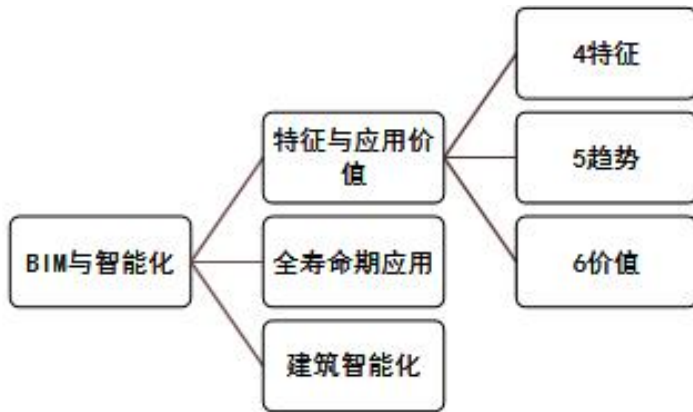 BIM与智能化
特征与应用价
值
全寿命期应用
建筑智能化
4特征
5趋势
6价值